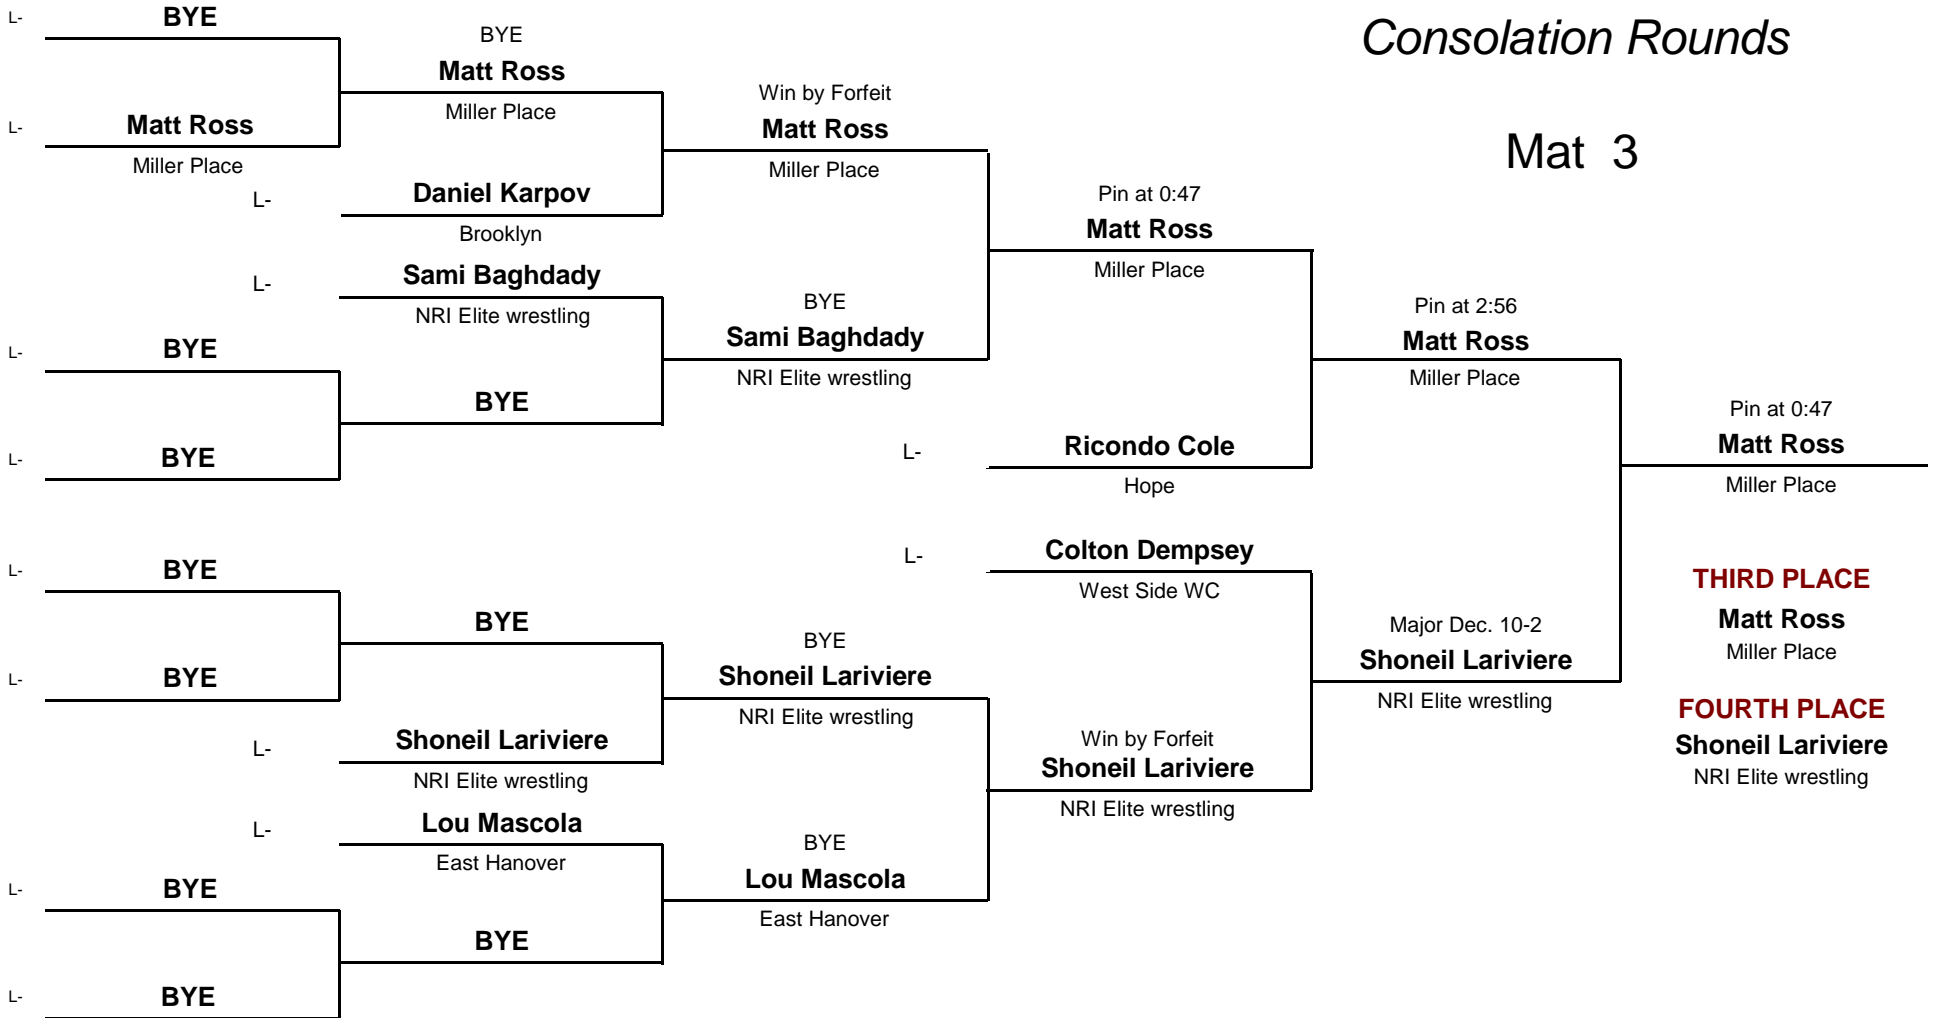 Consolation Rounds
Mat 3
L-
BYE
L-
Matt Ross
Miller Place
L-
BYE
L-
BYE
L-
BYE
L-
BYE
L-
BYE
L-
BYE
BYE
Matt Ross
Miller Place
L-
Daniel Karpov
Brooklyn
L-
Sami Baghdady
NRI Elite wrestling
BYE
BYE
L-
Shoneil Lariviere
NRI Elite wrestling
L-
Lou Mascola
East Hanover
BYE
Win by Forfeit
Matt Ross
Miller Place
BYE
Sami Baghdady
NRI Elite wrestling
BYE
Shoneil Lariviere
NRI Elite wrestling
BYE
Lou Mascola
East Hanover
Pin at 0:47
Matt Ross
Miller Place
L-
Ricondo Cole
Hope
L-
Colton Dempsey
West Side WC
Win by Forfeit
Shoneil Lariviere
NRI Elite wrestling
Pin at 2:56
Matt Ross
Miller Place
Major Dec. 10-2
Shoneil Lariviere
NRI Elite wrestling
Pin at 0:47
Matt Ross
Miller Place
THIRD PLACE
Matt Ross
Miller Place
FOURTH PLACE
Shoneil Lariviere
NRI Elite wrestling